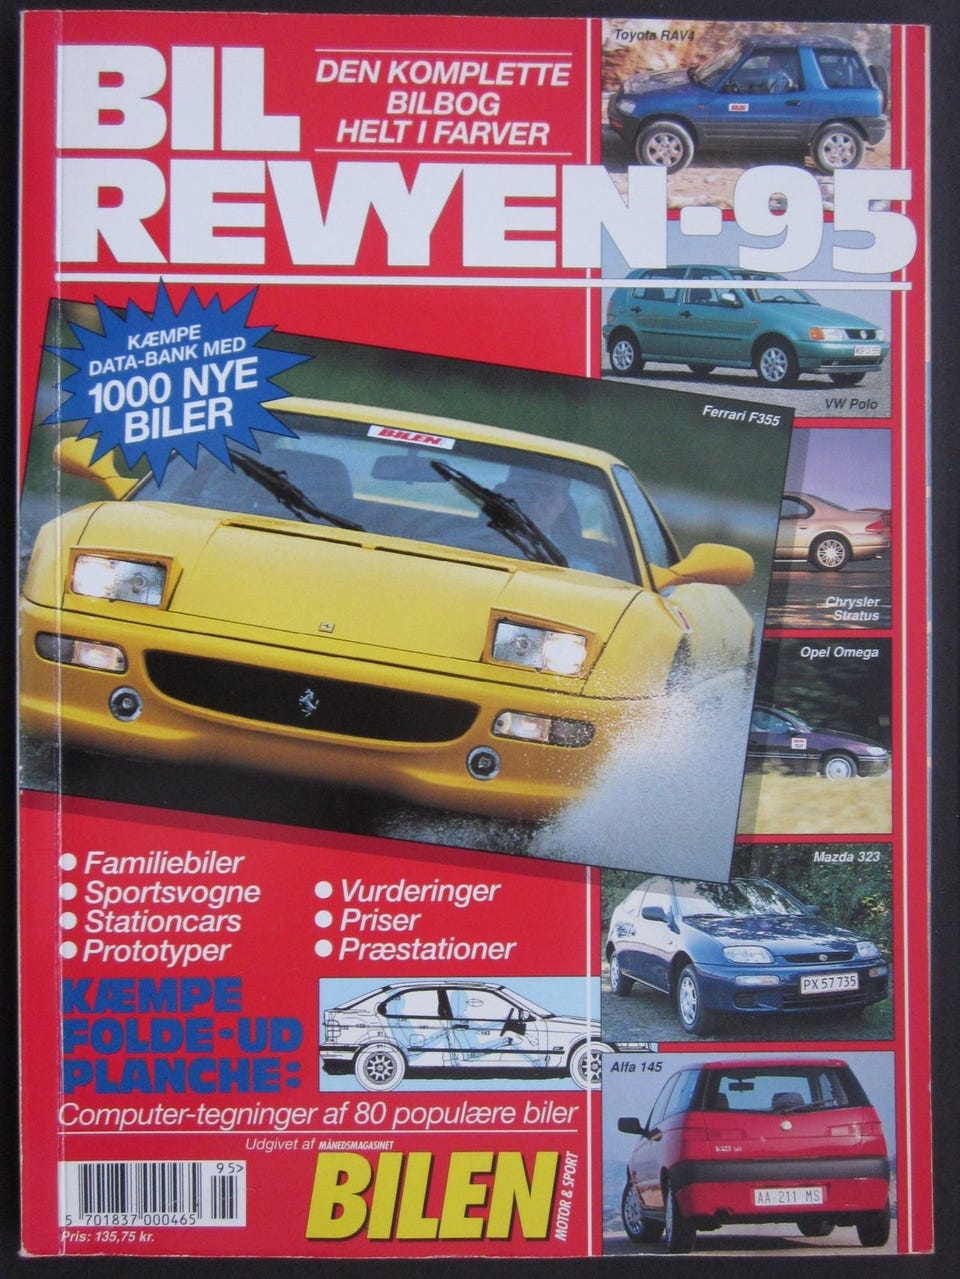 BIL
REVYEN-95
DEN KOMPLETTE
BILBOG
HELT I FARVER
Toyota RAV4
BILEN
VW Polo
KÆMPE
DATA-BANK MED
1000 NYE
BILER
Ferrari F355
BILEN
Chrysler
Stratus
Opel Omega
Mazda 323
PX 57 735
• Familiebiler
• Sportsvogne
• Stationcars
• Prototyper
• Vurderinger
• Priser
• Præstationer
KÆMPE
FOLDE-UD
PLANCHE:
Computer-tegninger af 80 populære biler
Alfa 145
AA 211 MS
Udgivet af MÅNEDSMAGASINET
BILEN
MOTOR & SPORT
95>
5 701837 000465
Pris: 135,75 kr.